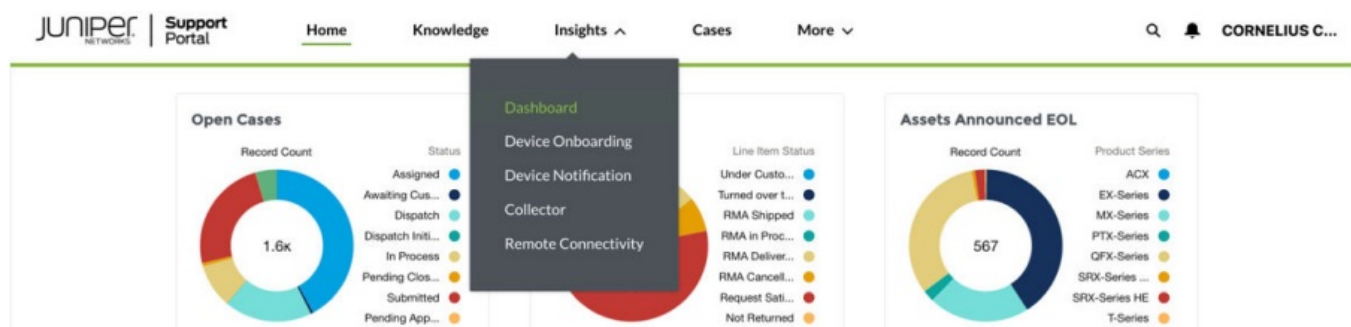 JUNIPER NETWORKS | Support Portal
Home
Knowledge
Insights
Cases
More
CORNELIUS C...
Dashboard
Device Onboarding
Device Notification
Collector
Remote Connectivity
Open Cases
Record Count
Status
1.6K
Assigned
Awaiting Cus...
Dispatch
Dispatch Initi...
In Process
Pending Clos...
Submitted
Pending App...
Line Item Status
Under Custo...
Turned over t...
RMA Shipped
RMA in Proc...
RMA Deliver...
RMA Cancell...
Request Sati...
Not Returned
Assets Announced EOL
Record Count
Product Series
567
ACX
EX-Series
MX-Series
PTX-Series
QFX-Series
SRX-Series ...
SRX-Series HE
T-Series